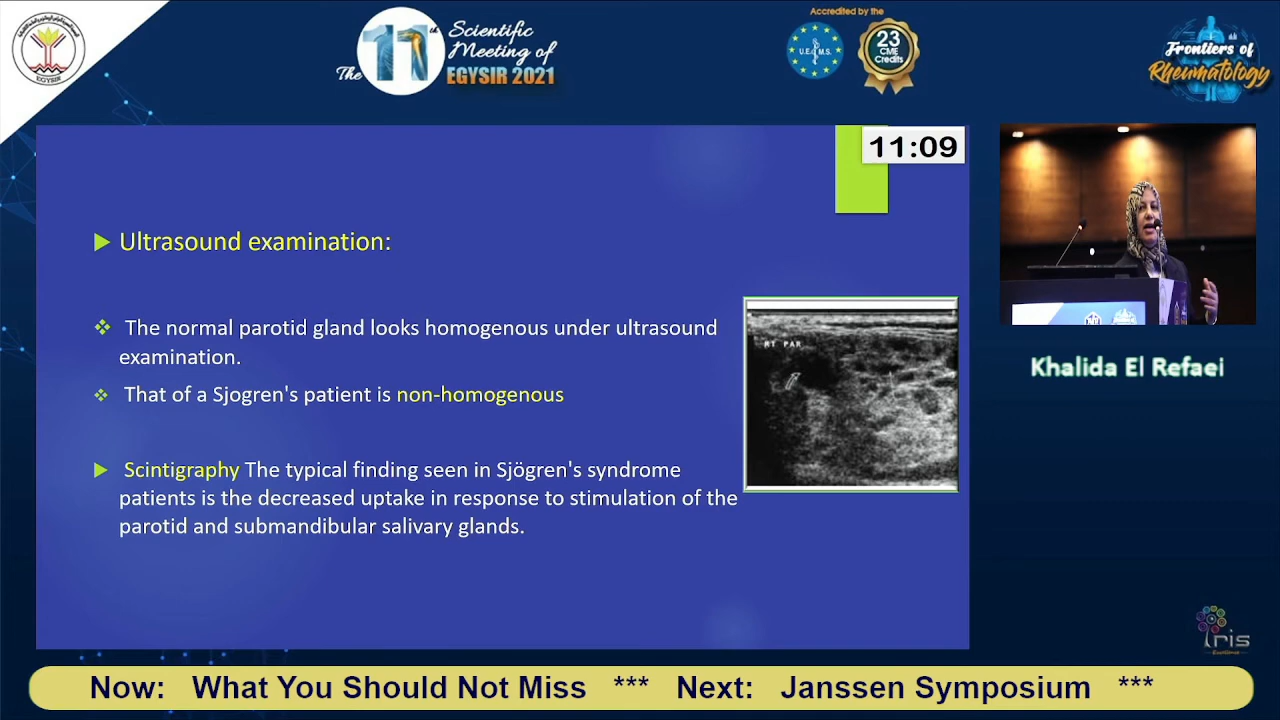 EGYSIR
The 11th
Scientific
Meeting of
EGYSIR 2021
Accredited by the
U.E.M.S.
23
CME
Credits
Frontiers of
Rheumatology
11:09
Ultrasound examination:
The normal parotid gland looks homogenous under ultrasound
examination.
That of a Sjogren's patient is non-homogenous
Scintigraphy The typical finding seen in Sjögren's syndrome
patients is the decreased uptake in response to stimulation of the
parotid and submandibular salivary glands.
RT PAR
Khalida El Refaei
Iris
Now: What You Should Not Miss *** Next: Janssen Symposium ***